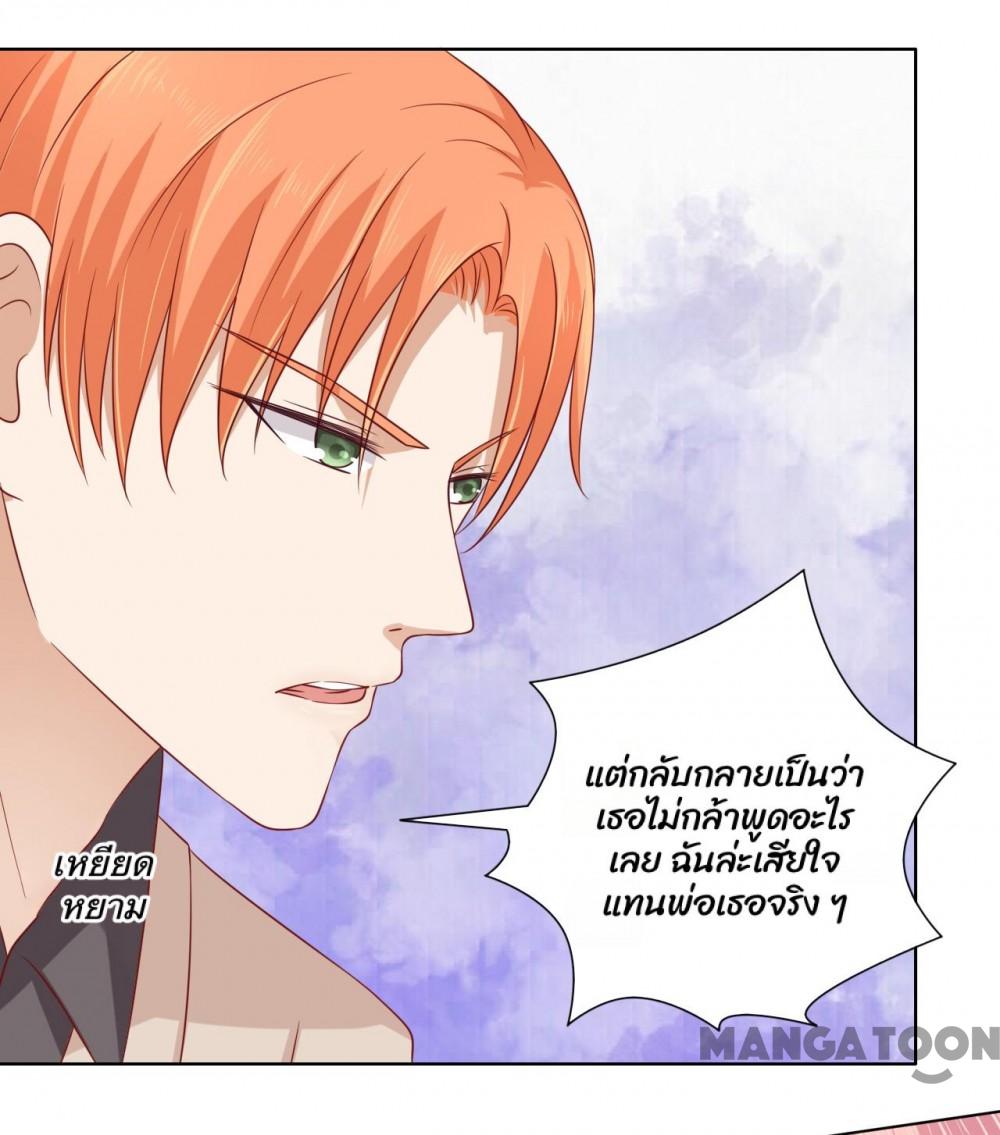 แต่กลับกลายเป็นว่า
เธอไม่กล้าพูดอะไร
เลย ฉันล่ะเสียใจ
แทนพ่อเธอจริง ๆ
เหยียด
หยาม
MANGATOON